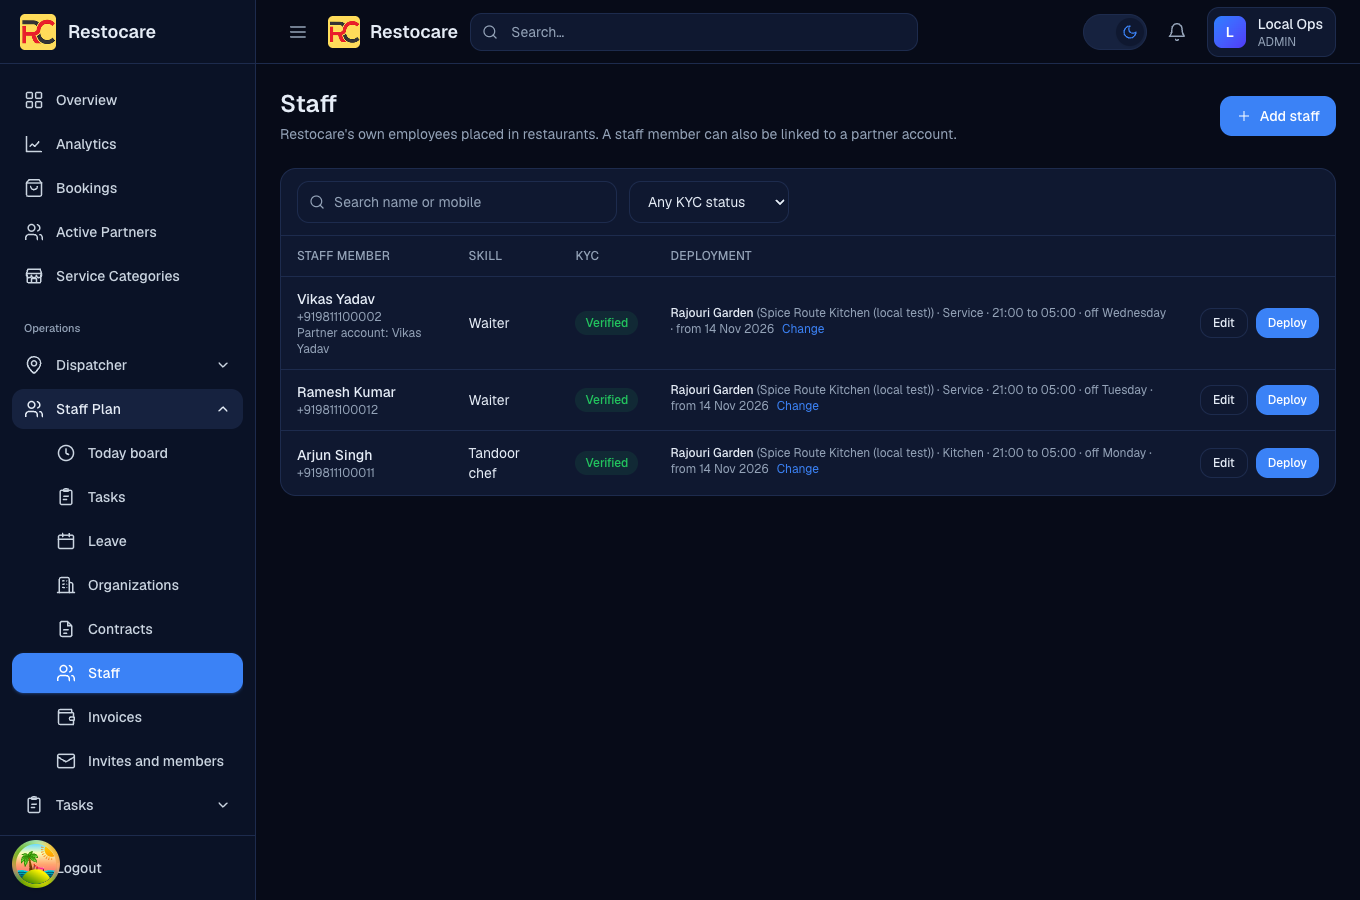 RC Restocare
RC Restocare
Search...
L
Local Ops
ADMIN
Overview
Analytics
Bookings
Active Partners
Service Categories
Operations
Dispatcher
Staff Plan
Today board
Tasks
Leave
Organizations
Contracts
Staff
Invoices
Invites and members
Tasks
Logout
Staff
Restocare's own employees placed in restaurants. A staff member can also be linked to a partner account.
+ Add staff
Search name or mobile
Any KYC status
STAFF MEMBER SKILL KYC DEPLOYMENT
Vikas Yadav
+919811100002
Partner account: Vikas
Yadav
Waiter
Verified
Rajouri Garden (Spice Route Kitchen (local test)) · Service · 21:00 to 05:00 · off Wednesday
· from 14 Nov 2026 Change
Edit Deploy
Ramesh Kumar
+919811100012
Waiter
Verified
Rajouri Garden (Spice Route Kitchen (local test)) · Service · 21:00 to 05:00 · off Tuesday ·
from 14 Nov 2026 Change
Edit Deploy
Arjun Singh
+919811100011
Tandoor
chef
Verified
Rajouri Garden (Spice Route Kitchen (local test)) · Kitchen · 21:00 to 05:00 · off Monday ·
from 14 Nov 2026 Change
Edit Deploy